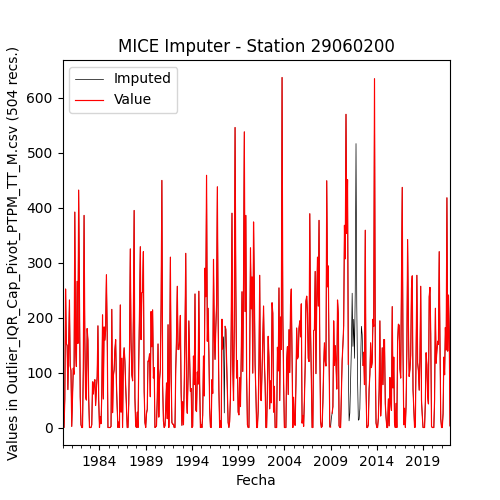 MICE Imputer - Station 29060200
Imputed
Value
Values in Outlier_IQR_Cap_Pivot_PTPM_TT_M.csv (504 recs.)
600
500
400
300
200
100
0
1984 1989 1994 1999 2004 2009 2014 2019
Fecha